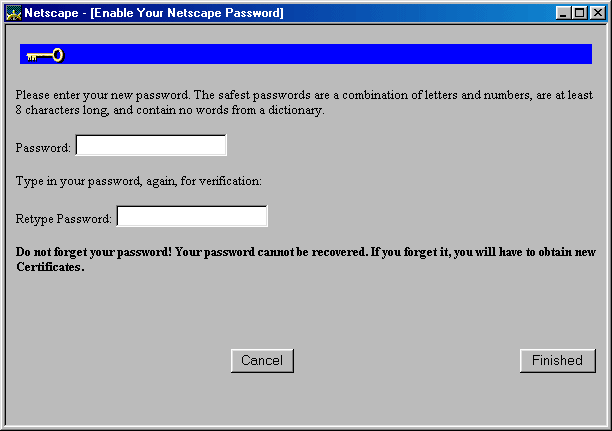 Netscape - [Enable Your Netscape Password]
Please enter your new password. The safest passwords are a combination of letters and numbers, are at least
8 characters long, and contain no words from a dictionary.
Password:
Type in your password, again, for verification:
Retype Password:
Do not forget your password! Your password cannot be recovered. If you forget it, you will have to obtain new
Certificates.
Cancel Finished